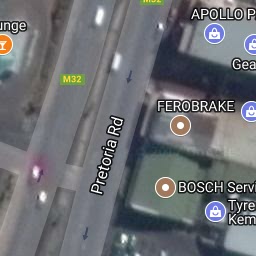 M32
APOLLO P
unge
Gea
M32
FEROBRAKE
Pretoria Rd
BOSCH Servi
Tyre
Kem